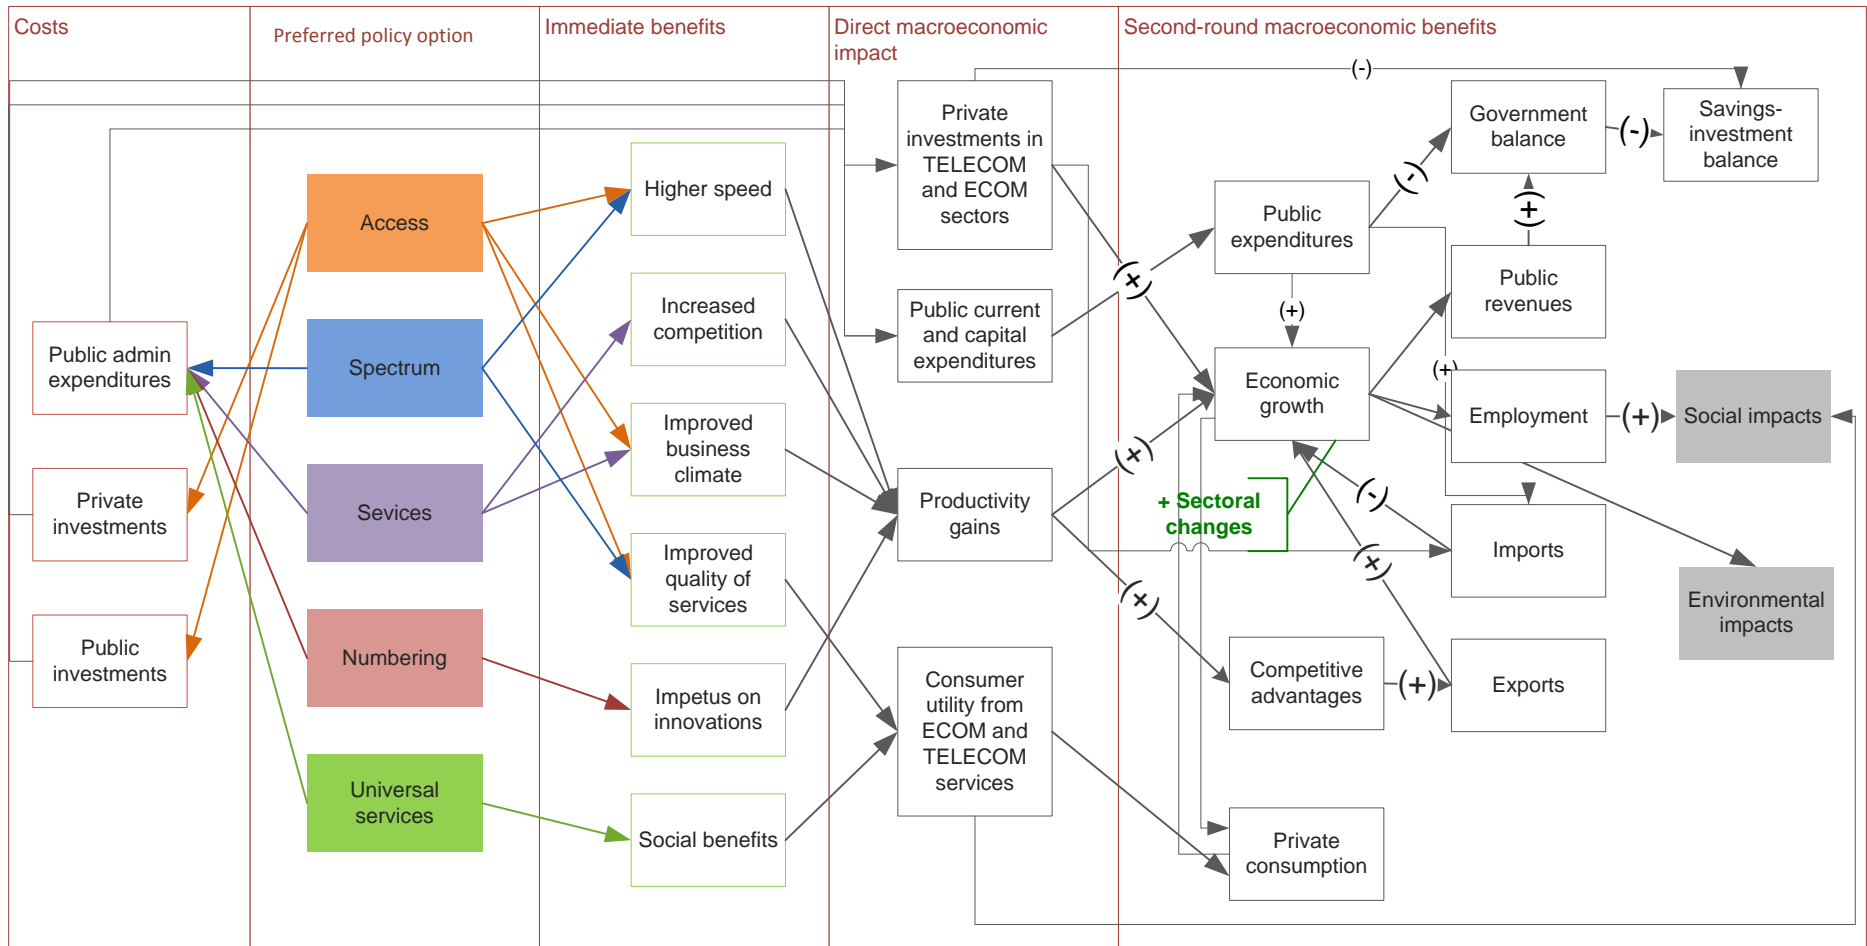 Costs
Preferred policy option
Immediate benefits
Direct macroeconomic
impact
Second-round macroeconomic benefits
Public admin
expenditures
Private
investments
Public
investments
Access
Spectrum
Sevices
Numbering
Universal
services
Higher speed
Increased
competition
Improved
business
climate
Improved
quality of
services
Impetus on
innovations
Social benefits
Private
investments in
TELECOM
and ECOM
sectors
Public current
and capital
expenditures
Productivity
gains
Consumer
utility from
ECOM and
TELECOM
services
(-)
(+)
(+)
(+)
Public
expenditures
(+)
Economic
growth
+ Sectoral
changes
Competitive
advantages
(+)
Private
consumption
(-)
Government
balance
(-)
Savings-
investment
balance
(+)
Public
revenues
(+)
Employment
(+)
Social impacts
(-)
Imports
(+)
Exports
Environmental
impacts